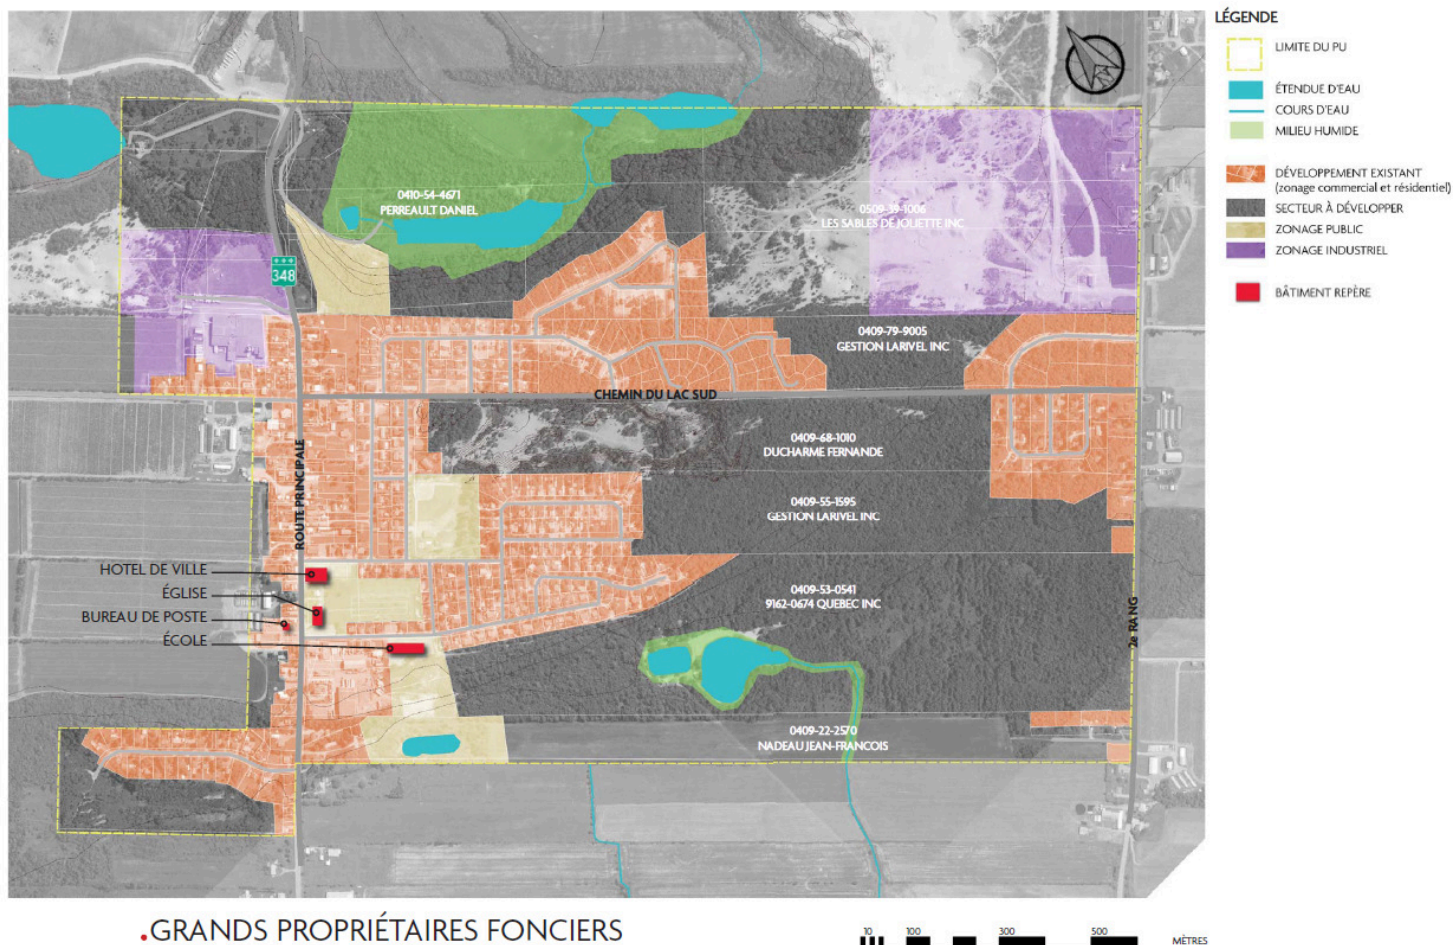 LÉGENDE
LIMITE DU PU
ÉTENDUE D'EAU
COURS D'EAU
MILIEU HUMIDE
DÉVELOPPEMENT EXISTANT
(zonage commercial et résidentiel)
SECTEUR À DÉVELOPPER
ZONAGE PUBLIC
ZONAGE INDUSTRIEL
BÂTIMENT REPÈRE
0410-54-4671
PERREAULT DANIEL
0509-39-1006
LES SABLES DE JOLIETTE INC
348
0409-79-9005
GESTION LARIVEL INC
CHEMIN DU LAC SUD
0409-68-1010
DUCHARME FERNANDE
ROUTE PRINCIPALE
0409-55-1595
GESTION LARIVEL INC
HOTEL DE VILLE
ÉGLISE
BUREAU DE POSTE
ÉCOLE
0409-53-0541
9162-0674 QUEBEC INC
2e RANG
0409-22-2570
NADEAU JEAN-FRANCOIS
.GRANDS PROPRIÉTAIRES FONCIERS
10 100 300 500
MÈTRES